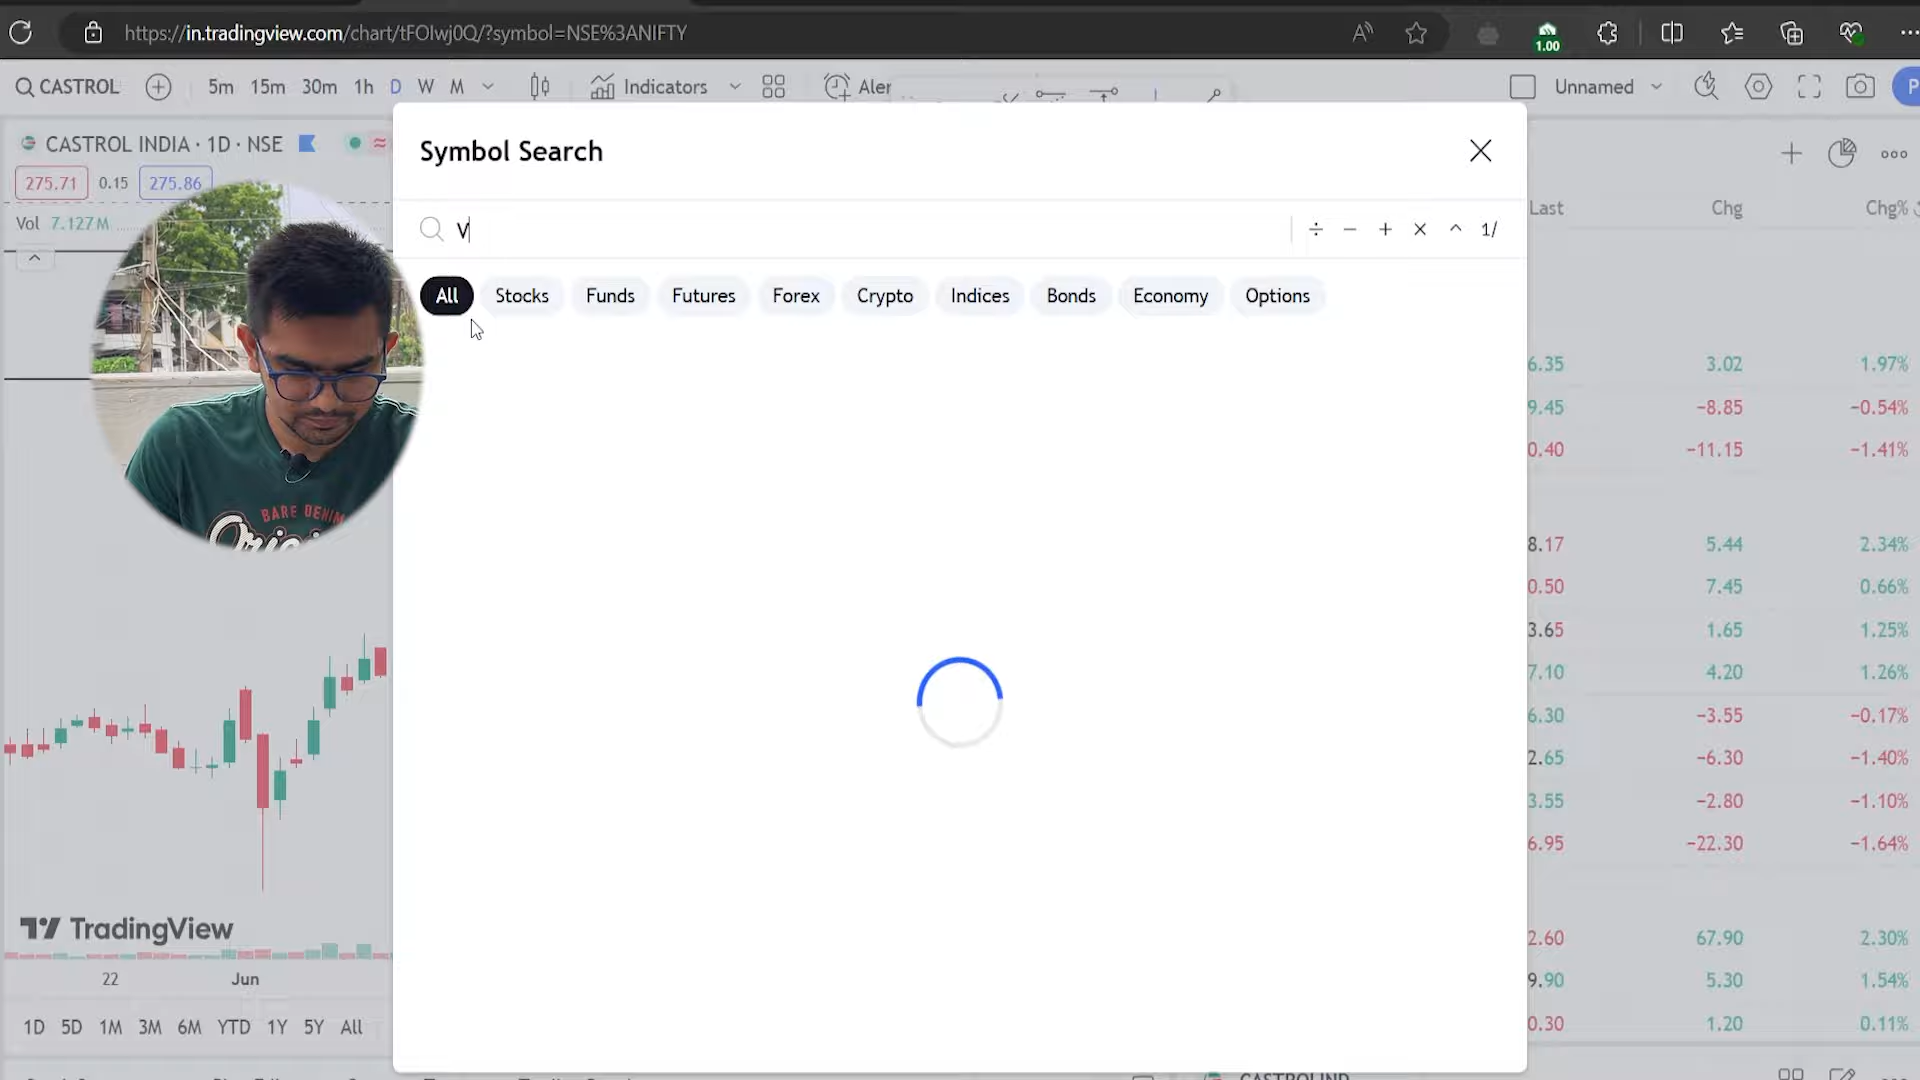 https://in.tradingview.com/chart/tFOlwj0Q/?symbol=NSE%3ANIFTY
1.00
CASTROL 5m 15m 30m 1h D W M Indicators Aler Unnamed P
CASTROL INDIA · 1D · NSE
275.71 0.15 275.86
Vol 7.127M
Symbol Search
V
÷ − + × ^ 1/
All Stocks Funds Futures Forex Crypto Indices Bonds Economy Options
Last Chg Chg%
6.35 3.02 1.97%
9.45 −8.85 −0.54%
0.40 −11.15 −1.41%
8.17 5.44 2.34%
0.50 7.45 0.66%
3.65 1.65 1.25%
7.10 4.20 1.26%
6.30 −3.55 −0.17%
2.65 −6.30 −1.40%
3.55 −2.80 −1.10%
6.95 −22.30 −1.64%
2.60 67.90 2.30%
9.90 5.30 1.54%
0.30 1.20 0.11%
BARE DENIM
TradingView
22 Jun
1D 5D 1M 3M 6M YTD 1Y 5Y All
CASTROLIND